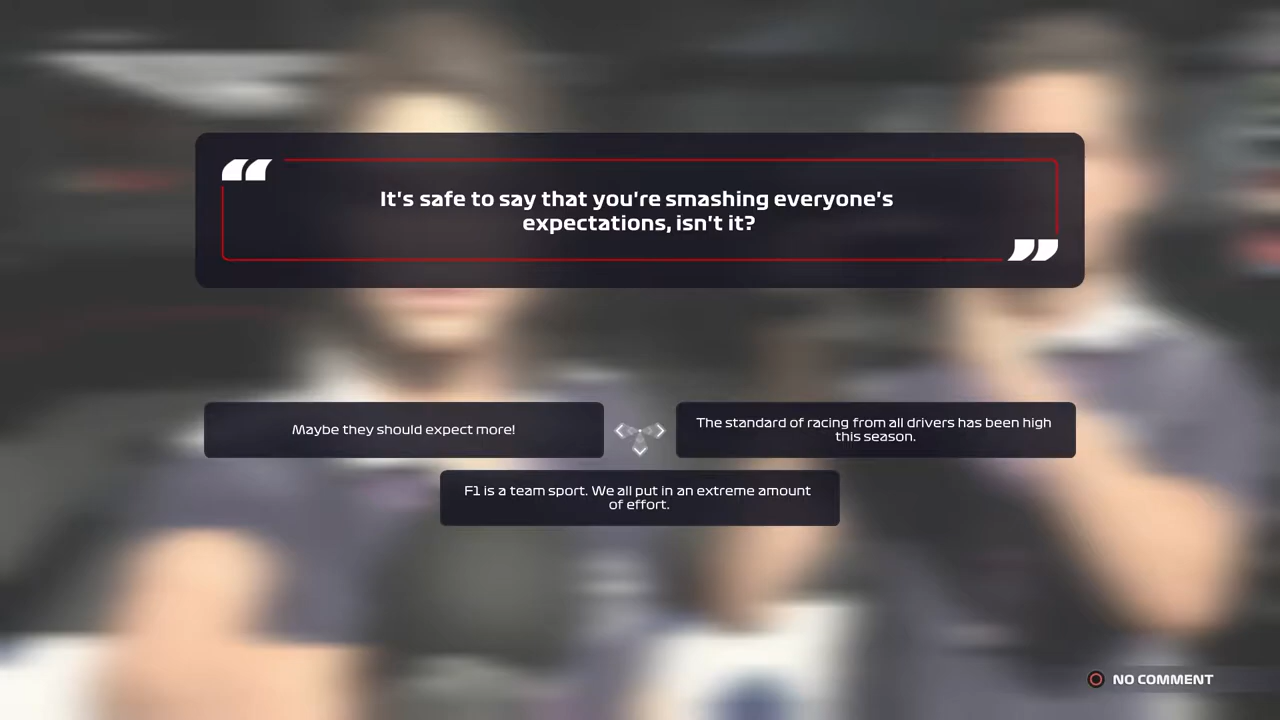 It's safe to say that you're smashing everyone's
expectations, isn't it?
Maybe they should expect more!
The standard of racing from all drivers has been high
this season.
F1 is a team sport. We all put in an extreme amount
of effort.
NO COMMENT